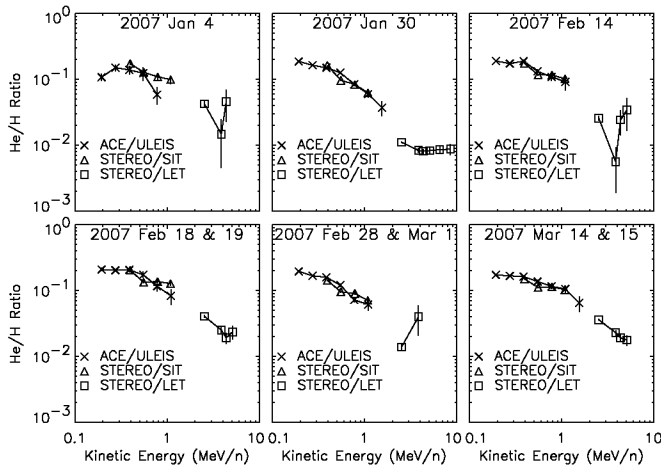 2007 Jan 4
2007 Jan 30
2007 Feb 14
10^0
10^-1
10^-2
10^-3
He/H Ratio
ACE/ULEIS
STEREO/SIT
STEREO/LET
ACE/ULEIS
STEREO/SIT
STEREO/LET
ACE/ULEIS
STEREO/SIT
STEREO/LET
2007 Feb 18 & 19
2007 Feb 28 & Mar 1
2007 Mar 14 & 15
10^0
10^-1
10^-2
10^-3
He/H Ratio
ACE/ULEIS
STEREO/SIT
STEREO/LET
ACE/ULEIS
STEREO/SIT
STEREO/LET
ACE/ULEIS
STEREO/SIT
STEREO/LET
0.1 1 10
0.1 1 10
0.1 1 10
Kinetic Energy (MeV/n)
Kinetic Energy (MeV/n)
Kinetic Energy (MeV/n)